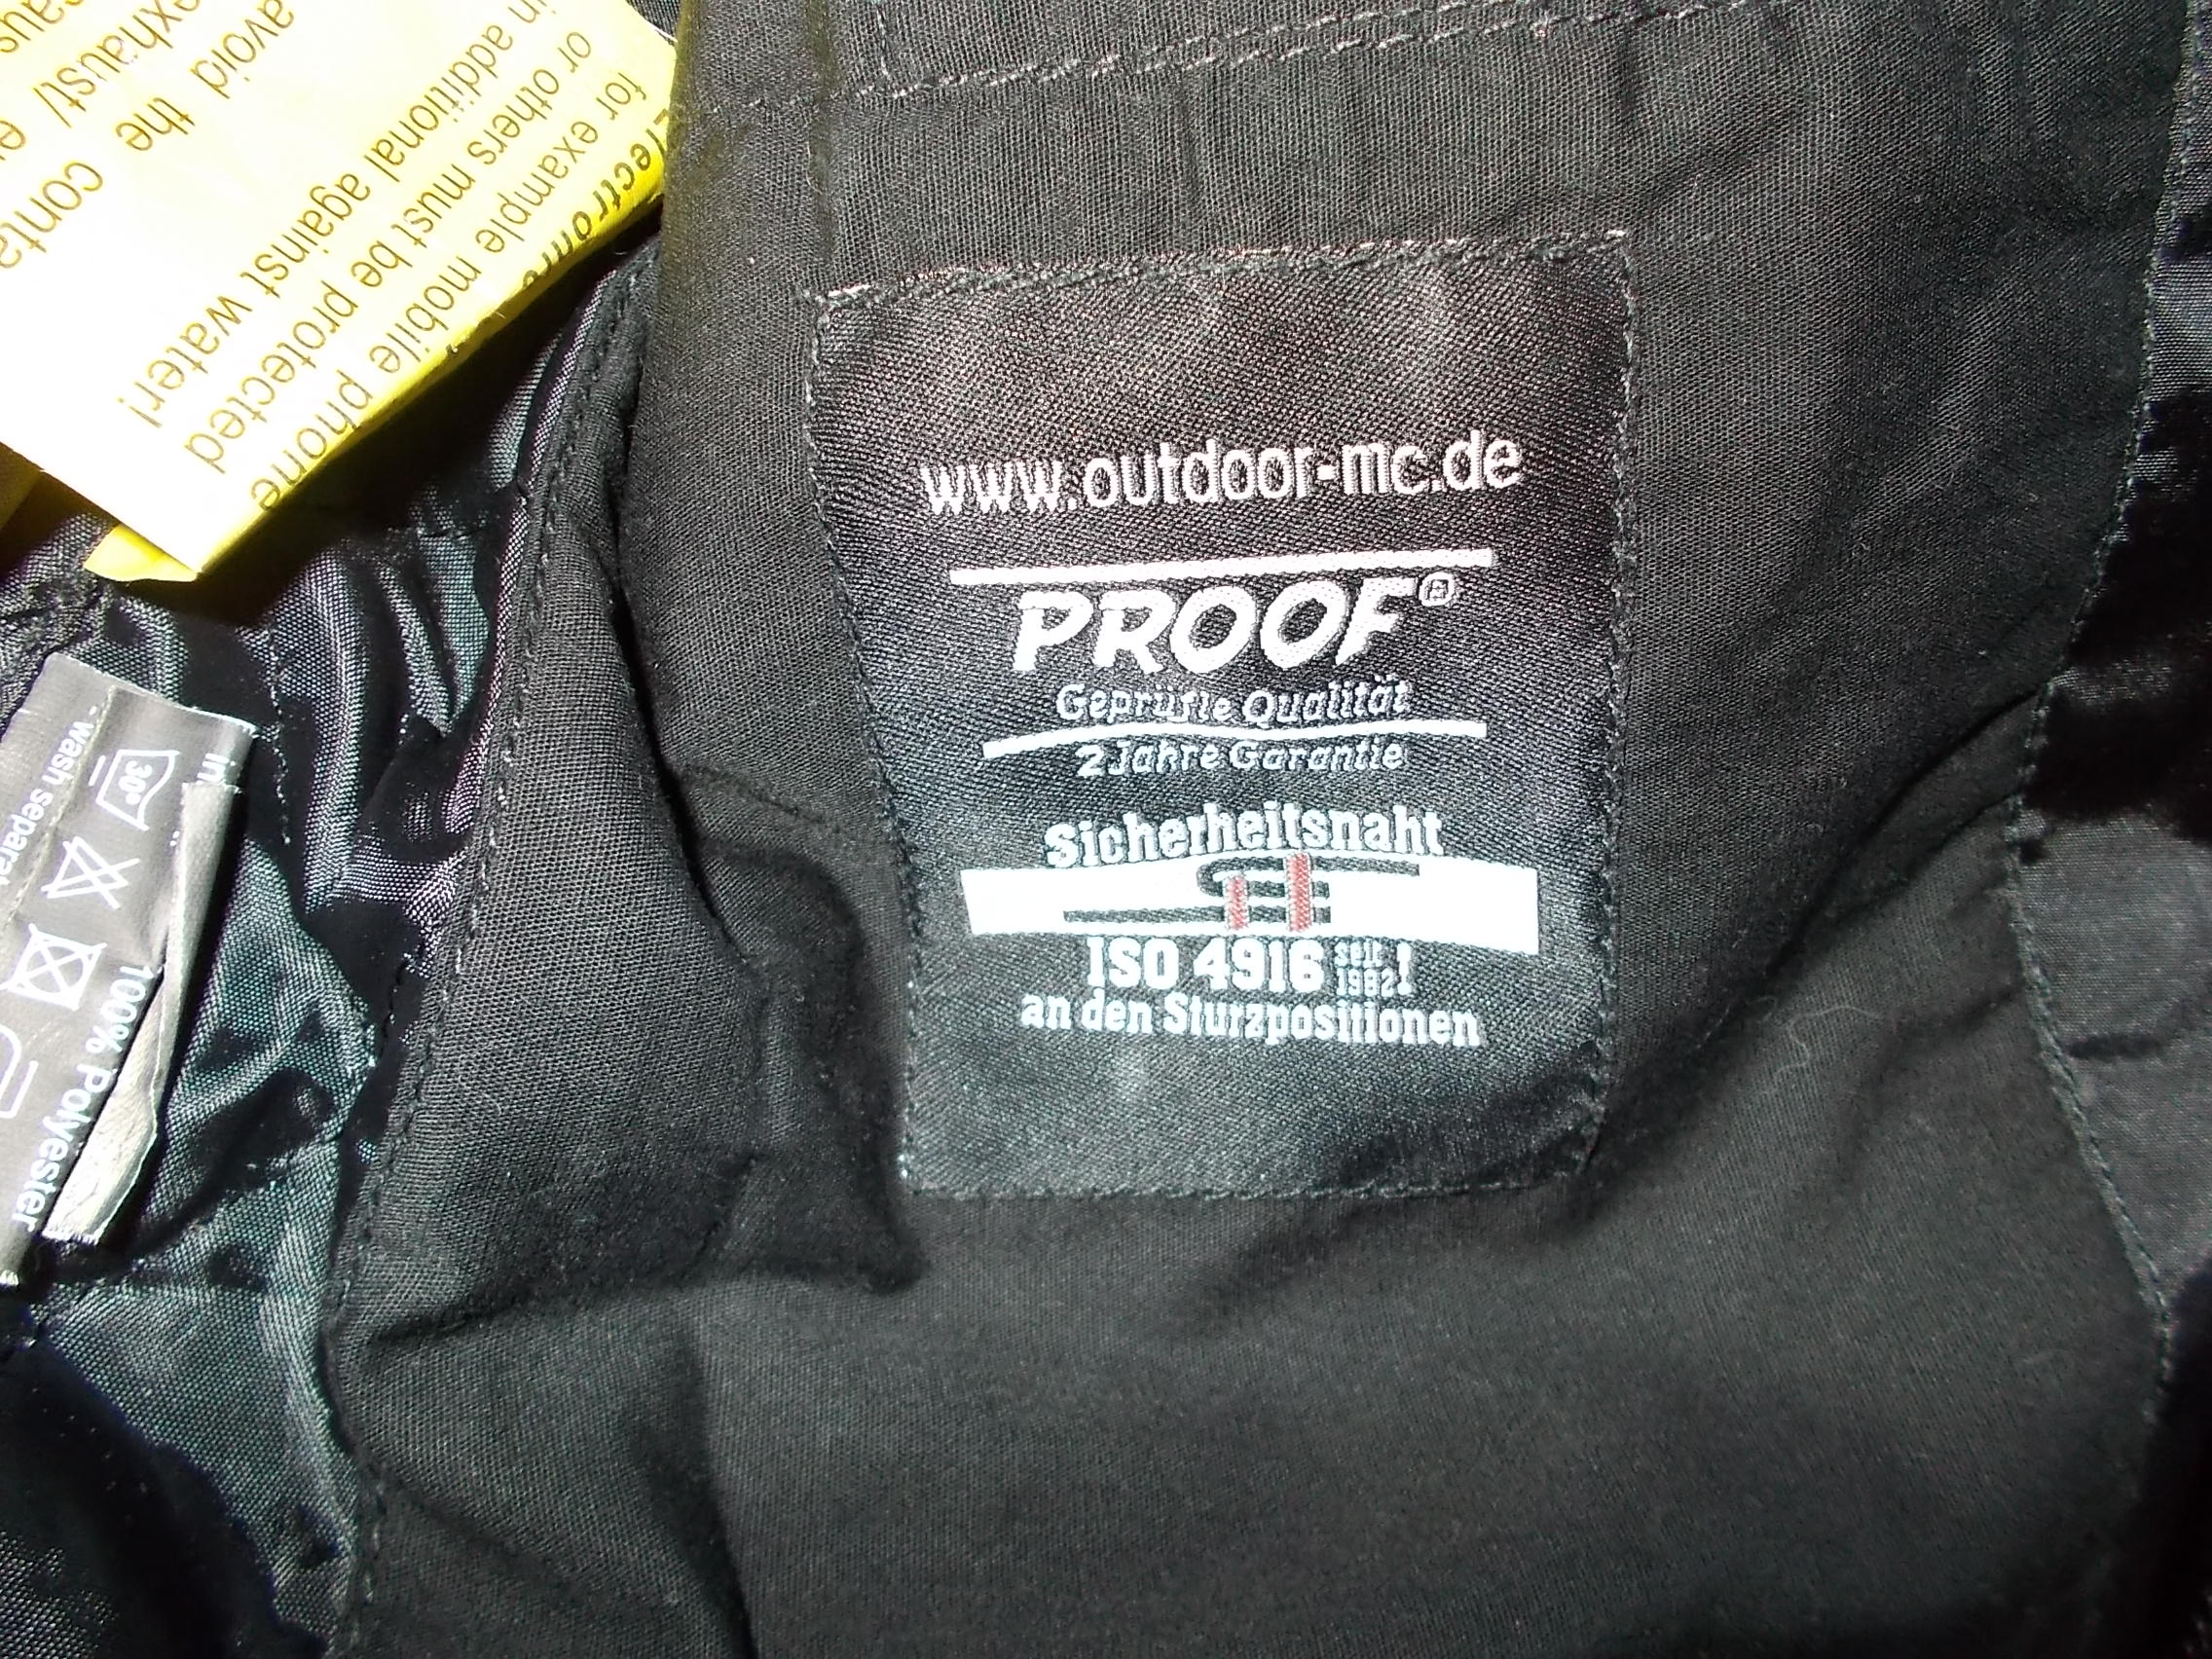 www.outdoor-mc.de
PROOF®
Geprüfte Qualität
2 Jahre Garantie
Sicherheitsnaht
ISO 4916 seit 1982!
an den Sturzpositionen
for example mobile phone
or others must be protected
in additional against water!
avoid the conta
exhaust/
30°
- wash separat
100% Polyester